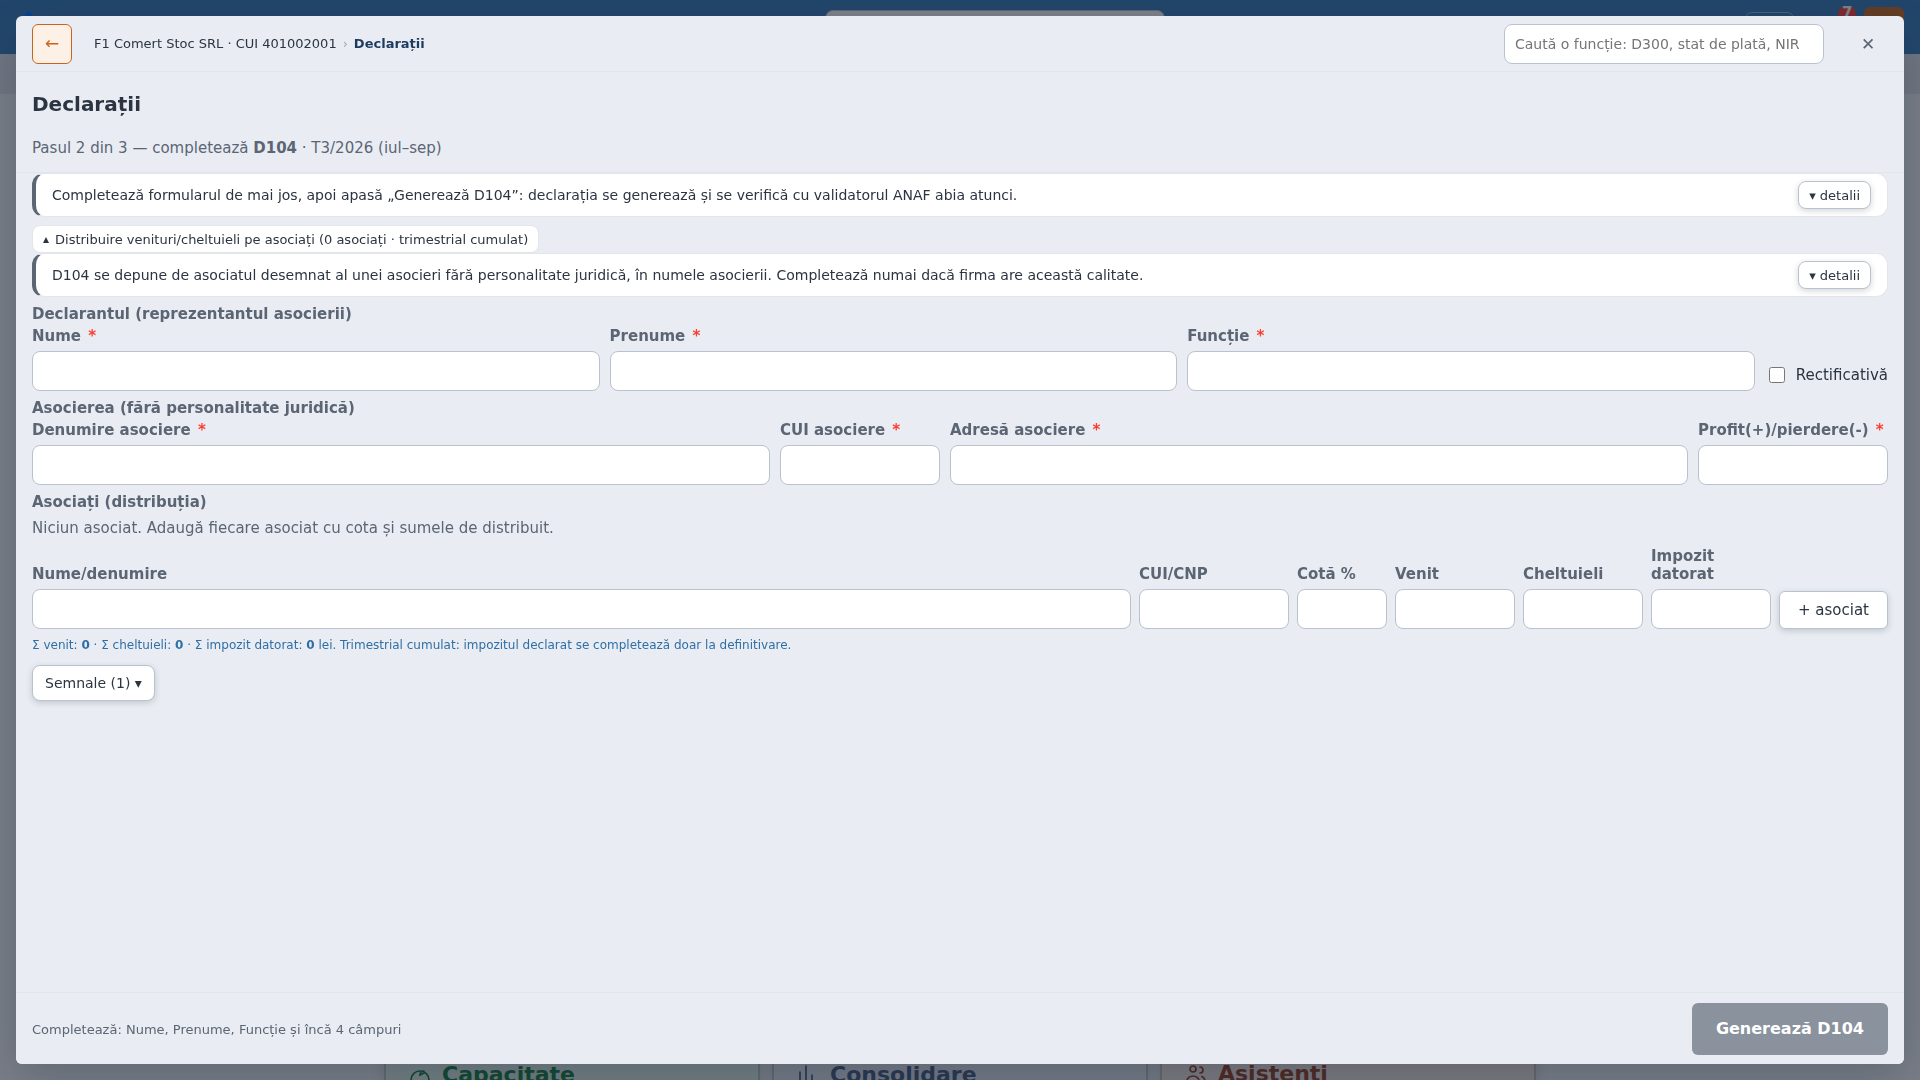 7
← F1 Comert Stoc SRL · CUI 401002001 › Declarații Caută o funcție: D300, stat de plată, NIR ✕
Declarații
Pasul 2 din 3 — completează D104 · T3/2026 (iul–sep)
Completează formularul de mai jos, apoi apasă „Generează D104”: declarația se generează și se verifică cu validatorul ANAF abia atunci. ▾ detalii
▴ Distribuire venituri/cheltuieli pe asociați (0 asociați · trimestrial cumulat)
D104 se depune de asociatul desemnat al unei asocieri fără personalitate juridică, în numele asocierii. Completează numai dacă firma are această calitate. ▾ detalii
Declarantul (reprezentantul asocierii)
Nume * Prenume * Funcție *
Rectificativă
Asocierea (fără personalitate juridică)
Denumire asociere * CUI asociere * Adresă asociere * Profit(+)/pierdere(-) *
Asociați (distribuția)
Niciun asociat. Adaugă fiecare asociat cu cota și sumele de distribuit.
Nume/denumire CUI/CNP Cotă % Venit Cheltuieli Impozit datorat
+ asociat
Σ venit: 0 · Σ cheltuieli: 0 · Σ impozit datorat: 0 lei. Trimestrial cumulat: impozitul declarat se completează doar la definitivare.
Semnale (1) ▾
Completează: Nume, Prenume, Funcție și încă 4 câmpuri Generează D104
Capacitate Consolidare Asistenți